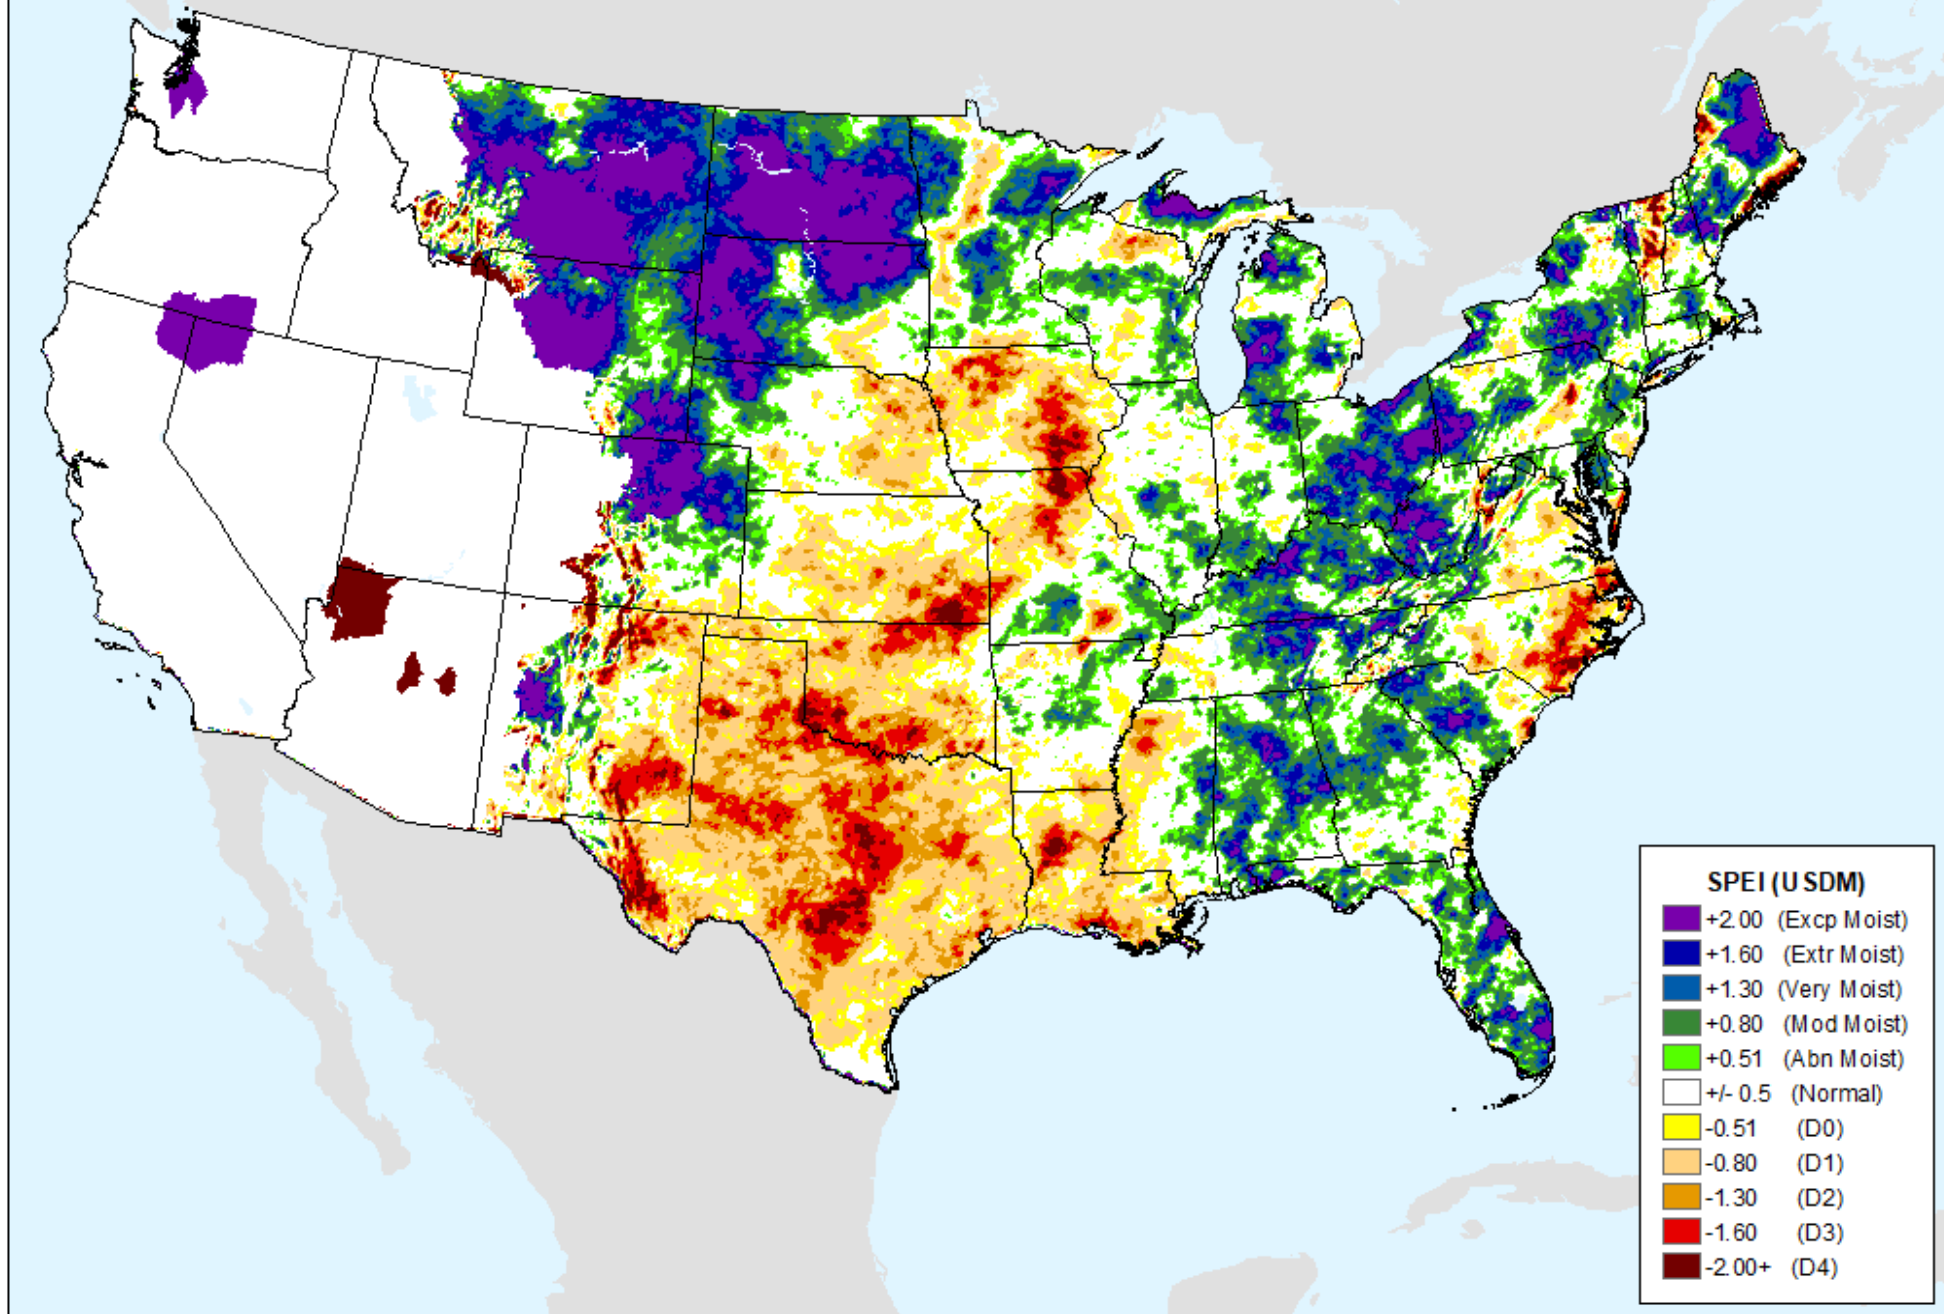 SPEI (USDM)
+2.00 (Excp Moist)
+1.60 (Extr Moist)
+1.30 (Very Moist)
+0.80 (Mod Moist)
+0.51 (Abn Moist)
+/- 0.5 (Normal)
-0.51 (D0)
-0.80 (D1)
-1.30 (D2)
-1.60 (D3)
-2.00+ (D4)